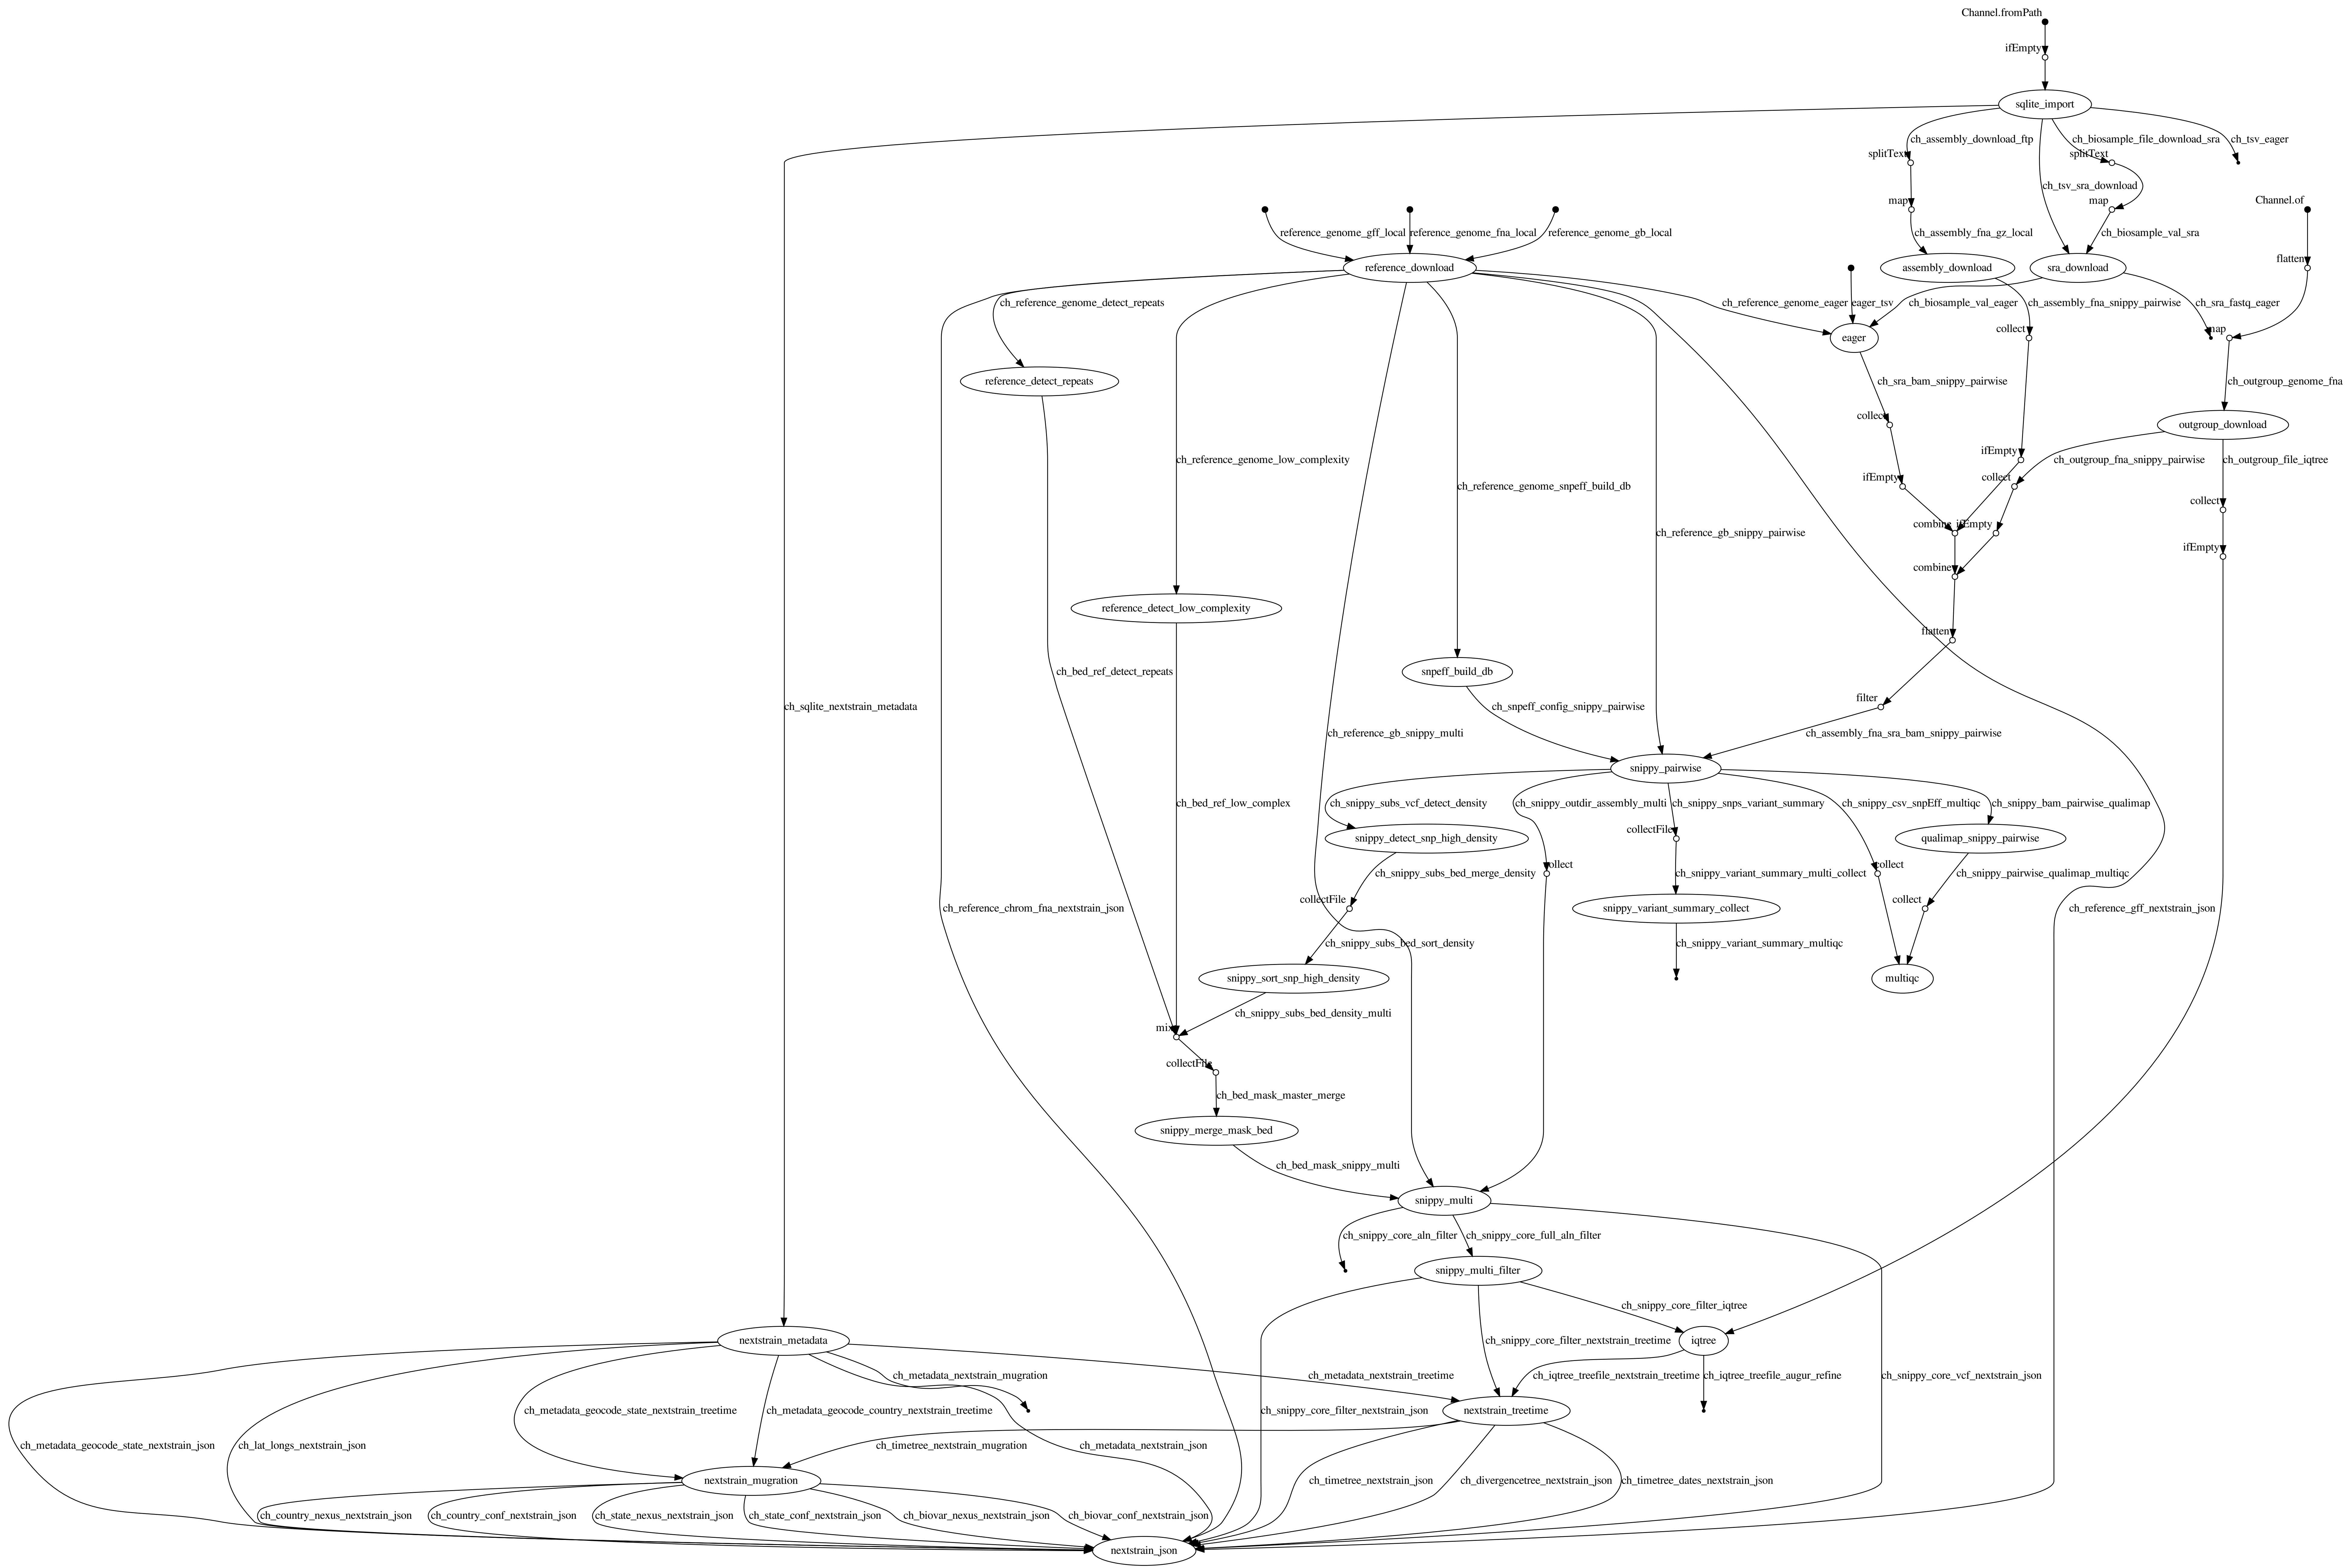 Channel.fromPath
ifEmpty
sqlite_import
ch_assembly_download_ftp
ch_biosample_file_download_sra
ch_tsv_eager
splitText
splitText
ch_tsv_sra_download
map
map
Channel.of
reference_genome_gff_local
reference_genome_fna_local
reference_genome_gb_local
ch_assembly_fna_gz_local
ch_biosample_val_sra
flatten
reference_download
assembly_download
sra_download
ch_reference_genome_detect_repeats
ch_reference_genome_eager
eager_tsv
ch_biosample_val_eager
ch_assembly_fna_snippy_pairwise
ch_sra_fastq_eager
collect
map
eager
reference_detect_repeats
ch_sra_bam_snippy_pairwise
ch_outgroup_genome_fna
collect
outgroup_download
ifEmpty
ch_reference_genome_low_complexity
ch_outgroup_fna_snippy_pairwise
ch_outgroup_file_iqtree
ifEmpty
collect
ch_reference_genome_snpeff_build_db
collect
combine
ifEmpty
ch_reference_gb_snippy_pairwise
ifEmpty
combine
reference_detect_low_complexity
flatten
snpeff_build_db
ch_bed_ref_detect_repeats
filter
ch_sqlite_nextstrain_metadata
ch_snpeff_config_snippy_pairwise
ch_reference_gb_snippy_multi
ch_assembly_fna_sra_bam_snippy_pairwise
snippy_pairwise
ch_bed_ref_low_complex
ch_snippy_subs_vcf_detect_density
ch_snippy_outdir_assembly_multi
ch_snippy_snps_variant_summary
ch_snippy_csv_snpEff_multiqc
ch_snippy_bam_pairwise_qualimap
collectFile
snippy_detect_snp_high_density
qualimap_snippy_pairwise
collect
collect
ch_snippy_subs_bed_merge_density
ch_snippy_variant_summary_multi_collect
ch_snippy_pairwise_qualimap_multiqc
collectFile
collect
ch_reference_chrom_fna_nextstrain_json
snippy_variant_summary_collect
ch_reference_gff_nextstrain_json
ch_snippy_subs_bed_sort_density
ch_snippy_variant_summary_multiqc
snippy_sort_snp_high_density
multiqc
ch_snippy_subs_bed_density_multi
mix
collectFile
ch_bed_mask_master_merge
snippy_merge_mask_bed
ch_bed_mask_snippy_multi
snippy_multi
ch_snippy_core_aln_filter
ch_snippy_core_full_aln_filter
snippy_multi_filter
ch_snippy_core_filter_iqtree
nextstrain_metadata
ch_snippy_core_filter_nextstrain_treetime
iqtree
ch_metadata_nextstrain_mugration
ch_metadata_nextstrain_treetime
ch_iqtree_treefile_nextstrain_treetime
ch_iqtree_treefile_augur_refine
ch_snippy_core_vcf_nextstrain_json
ch_metadata_geocode_state_nextstrain_treetime
ch_metadata_geocode_country_nextstrain_treetime
ch_snippy_core_filter_nextstrain_json
nextstrain_treetime
ch_metadata_geocode_state_nextstrain_json
ch_lat_longs_nextstrain_json
ch_timetree_nextstrain_mugration
ch_metadata_nextstrain_json
nextstrain_mugration
ch_timetree_nextstrain_json
ch_divergencetree_nextstrain_json
ch_timetree_dates_nextstrain_json
ch_country_nexus_nextstrain_json
ch_country_conf_nextstrain_json
ch_state_nexus_nextstrain_json
ch_state_conf_nextstrain_json
ch_biovar_nexus_nextstrain_json
ch_biovar_conf_nextstrain_json
nextstrain_json